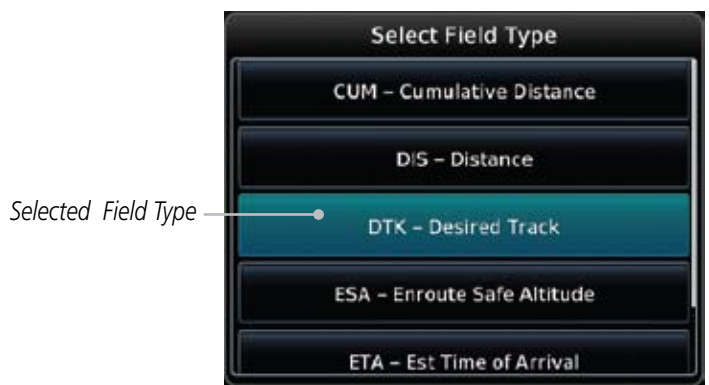 Select Field Type
CUM – Cumulative Distance
DIS – Distance
Selected Field Type
DTK – Desired Track
ESA – Enroute Safe Altitude
ETA – Est Time of Arrival